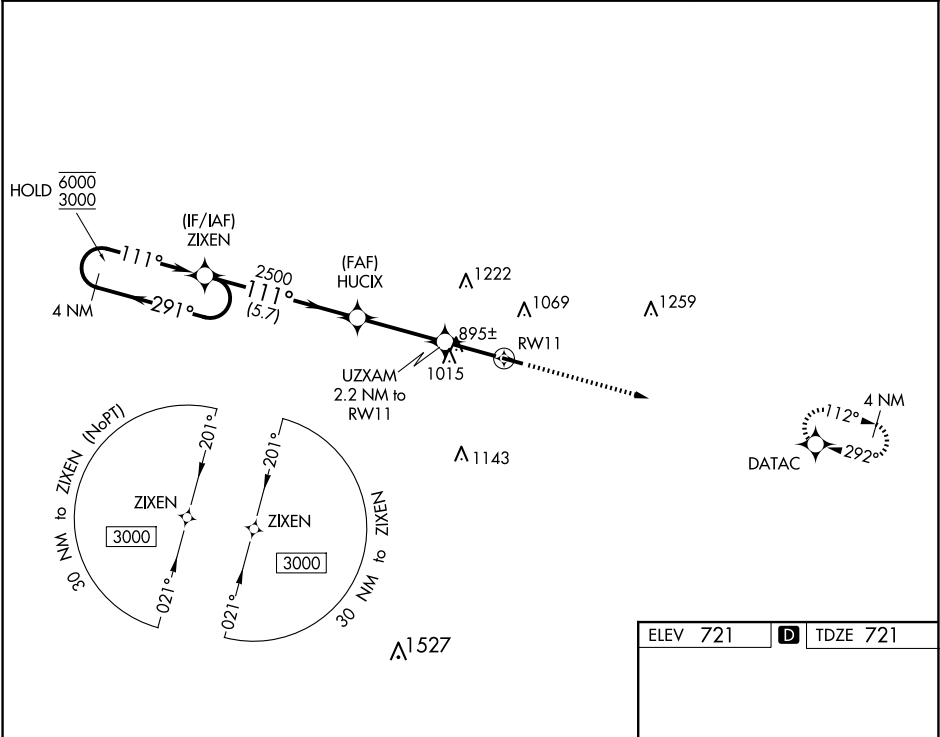 HOLD 6000
3000
(IF/IAF)
ZIXEN
111°
291°
4 NM
2500
111°
(5.7)
(FAF)
HUCIX
1222
1069
1259
895±
RW11
1015
UZXAM
2.2 NM to
RW11
1143
4 NM
112°
292°
DATAC
30 NM to ZIXEN (NoPT)
201°
ZIXEN
3000
021°
201°
ZIXEN
3000
021°
30 NM to ZIXEN
1527
ELEV 721 D TDZE 721